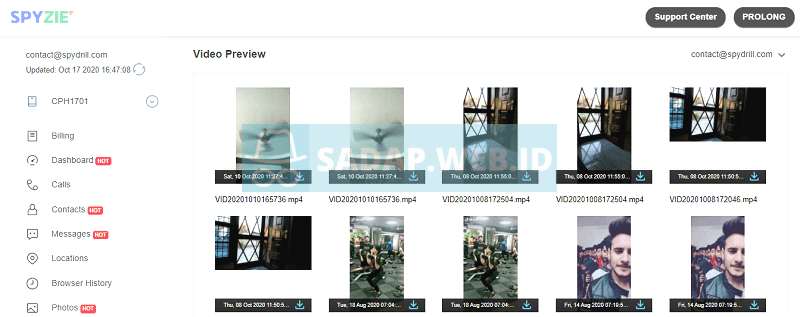 SPYZIE
Support Center
PROLONG
contact@spydrill.com
Updated: Oct 17 2020 16:47:08
CPH1701
Billing
Dashboard HOT
Calls
Contacts HOT
Messages HOT
Locations
Browser History
Photos HOT
Video Preview
contact@spydrill.com
SADAP.WEB.ID
Sat, 10 Oct 2020 11:27:4...
Sat, 10 Oct 2020 11:27:4...
Thu, 08 Oct 2020 11:55:0...
Thu, 08 Oct 2020 11:55:0...
Thu, 08 Oct 2020 11:50:5...
VID20201010165736.mp4
VID20201010165736.mp4
VID20201008172504.mp4
VID20201008172504.mp4
VID20201008172046.mp4
Thu, 08 Oct 2020 11:50:5...
Tue, 18 Aug 2020 07:04:...
Tue, 18 Aug 2020 07:04:...
Fri, 14 Aug 2020 07:19:5...
Fri, 14 Aug 2020 07:19:5...